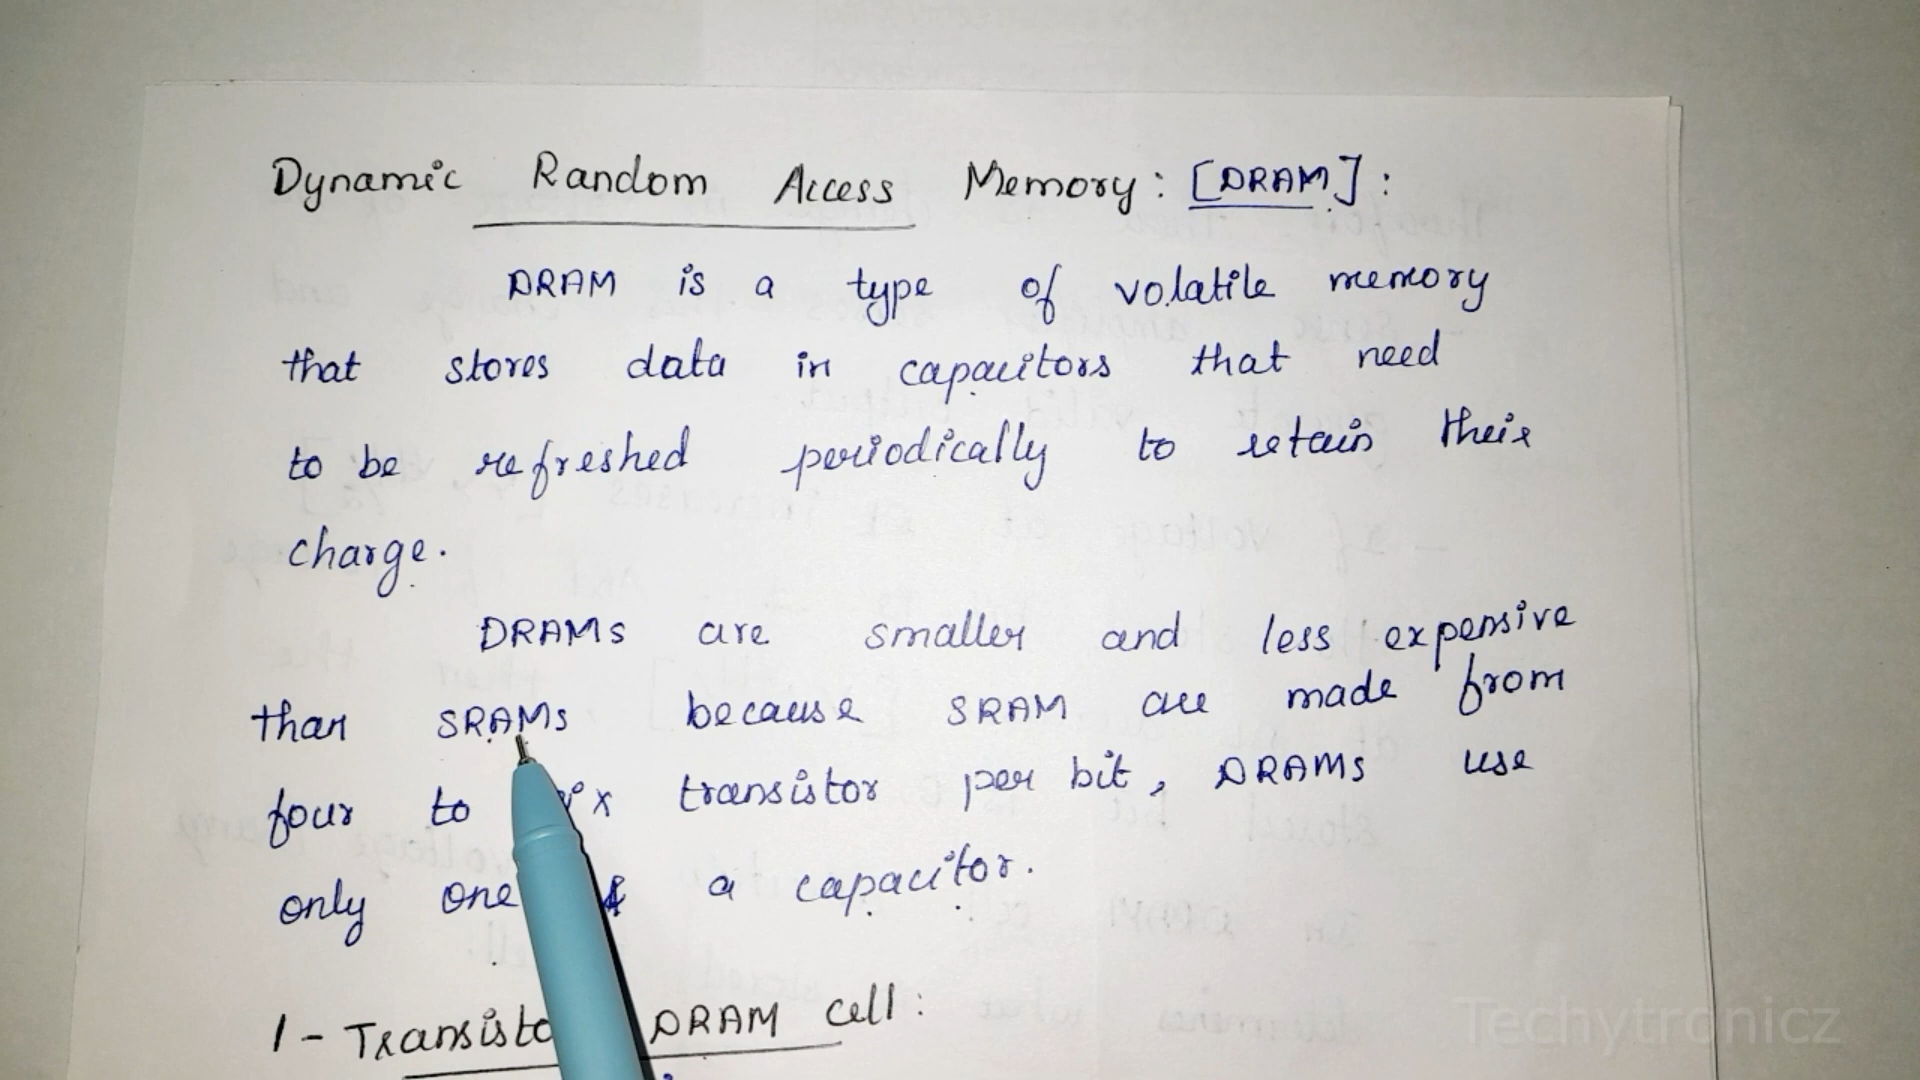 Dynamic Random Access Memory: [DRAM]:
DRAM is a type of volatile memory
that stores data in capacitors that need
to be refreshed periodically to retain their
charge.
DRAMs are smaller and less expensive
than SRAMs because SRAM are made from
four to transistor per bit, DRAMs use
only one & a capacitor.
1-Transistor DRAM cell:
Techytronicz